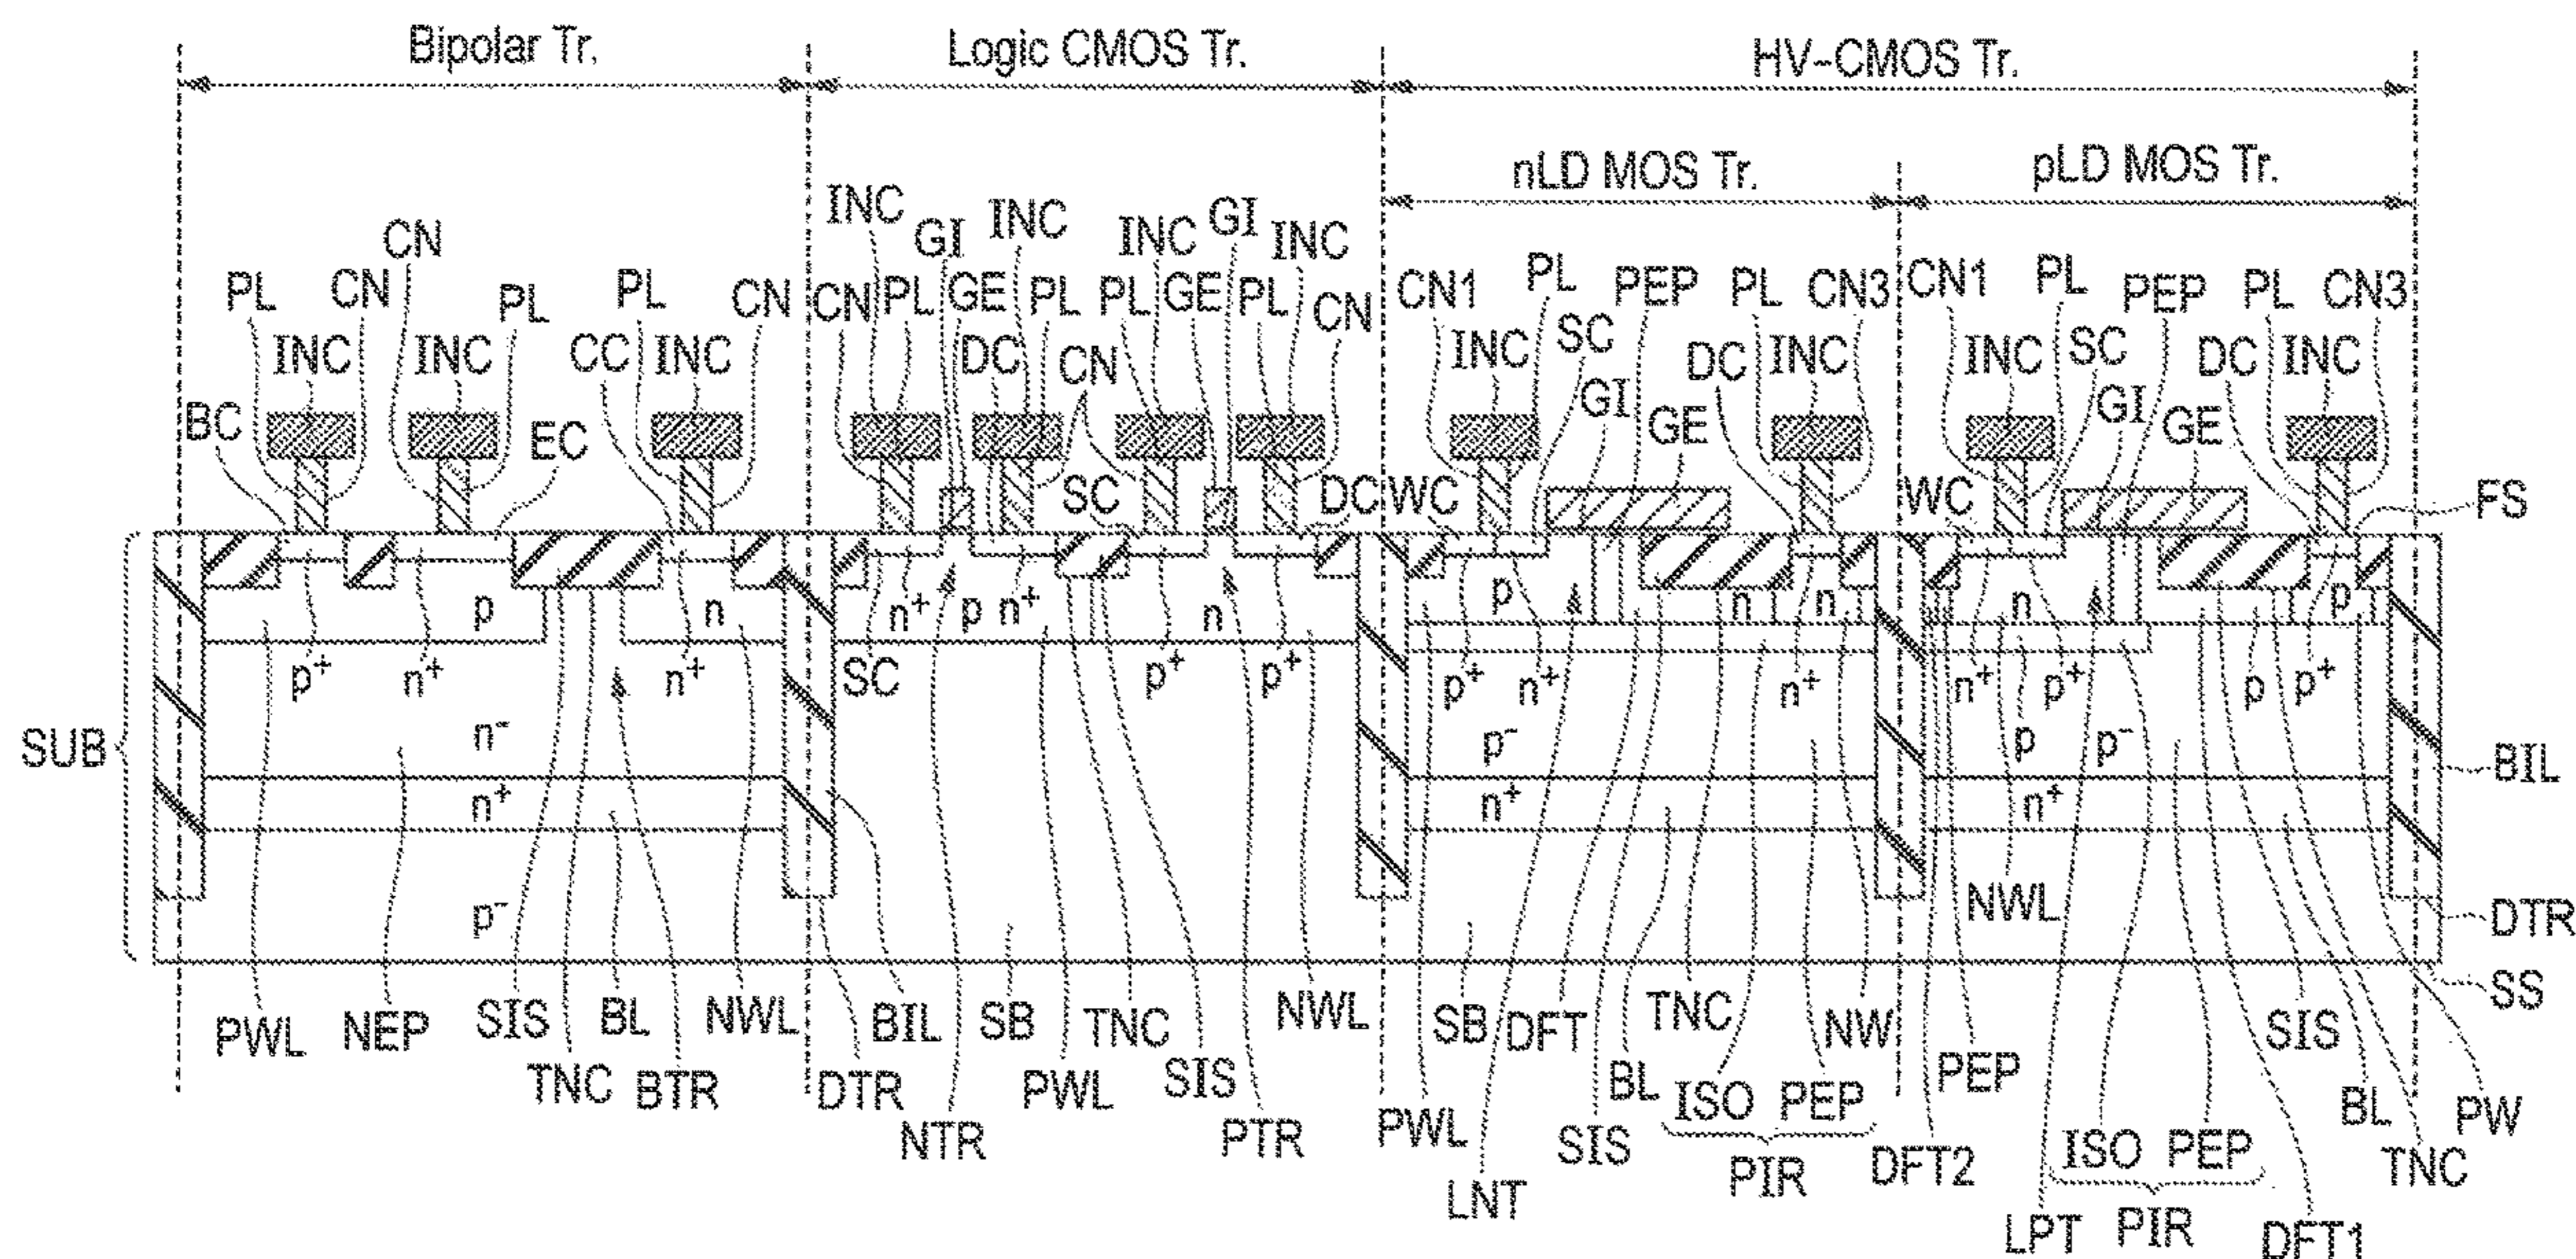 Bipolar Tr.
Logic CMOS Tr.
HV-CMOS Tr.
nLD MOS Tr.
pLD MOS Tr.
INC GI INC INC GI INC
CN
PL CN PL PL CN CN PL GE PL PL GE PL CN CN1 PL PEP PL CN3 CN1 PL PEP PL CN3
INC INC CC INC DC CN INC SC DC INC INC SC DC INC
BC EC GI GE GI GE
SC DC WC WC FS
p n n+ p n+ n p n n n p
p+ n+ n+ SC p+ p+ p+ n+ n+ n+ p+ p p+
SUB n- p- p p- BIL
n+ n+ n+
p- NWL DTR
SS
PWL NEP SIS BL NWL BIL SB TNC NWL SB DFT TNC NW SIS
TNC BTR DTR PWL SIS BL ISO PEP PEP BL PW
NTR PTR PWL SIS PIR DFT2 ISO PEP TNC
LNT LPT PIR DFT1